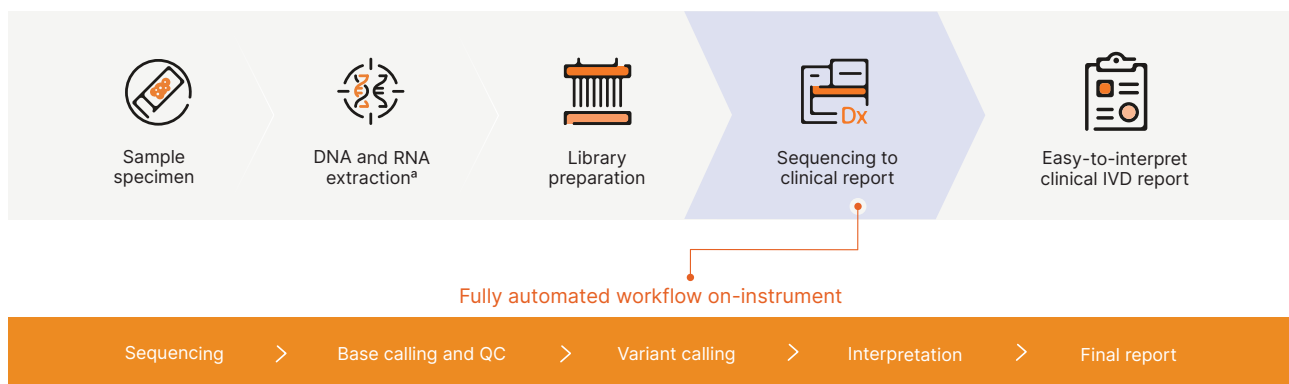 Sample
specimen
DNA and RNA
extractionᵃ
Library
preparation
Dx
Sequencing to
clinical report
Easy-to-interpret
clinical IVD report
Fully automated workflow on-instrument
Sequencing > Base calling and QC > Variant calling > Interpretation > Final report